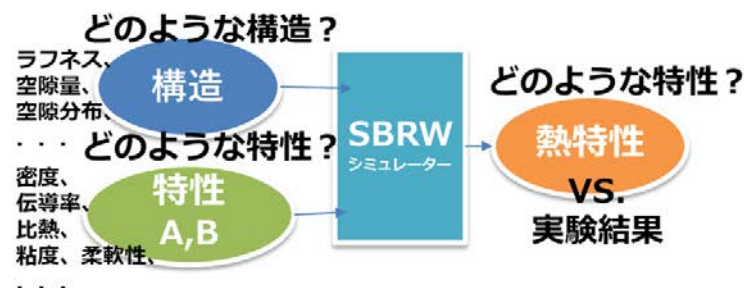 どのような構造？
ラフネス、
空隙量、
空隙分布、
・・・
構造
どのような特性？
密度、
伝導率、
比熱、
粘度、柔軟性、
・・・
特性
A,B
SBRW
シミュレーター
どのような特性？
熱特性
VS.
実験結果